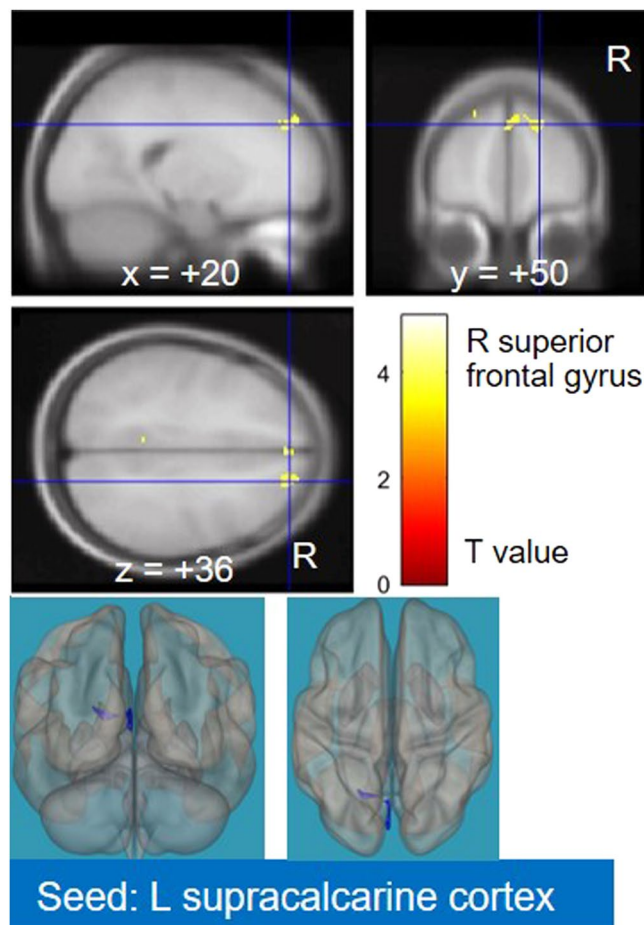 R
x = +20
y = +50
R superior
frontal gyrus
4
2
T value
0
R
z = +36
Seed: L supracalcarine cortex